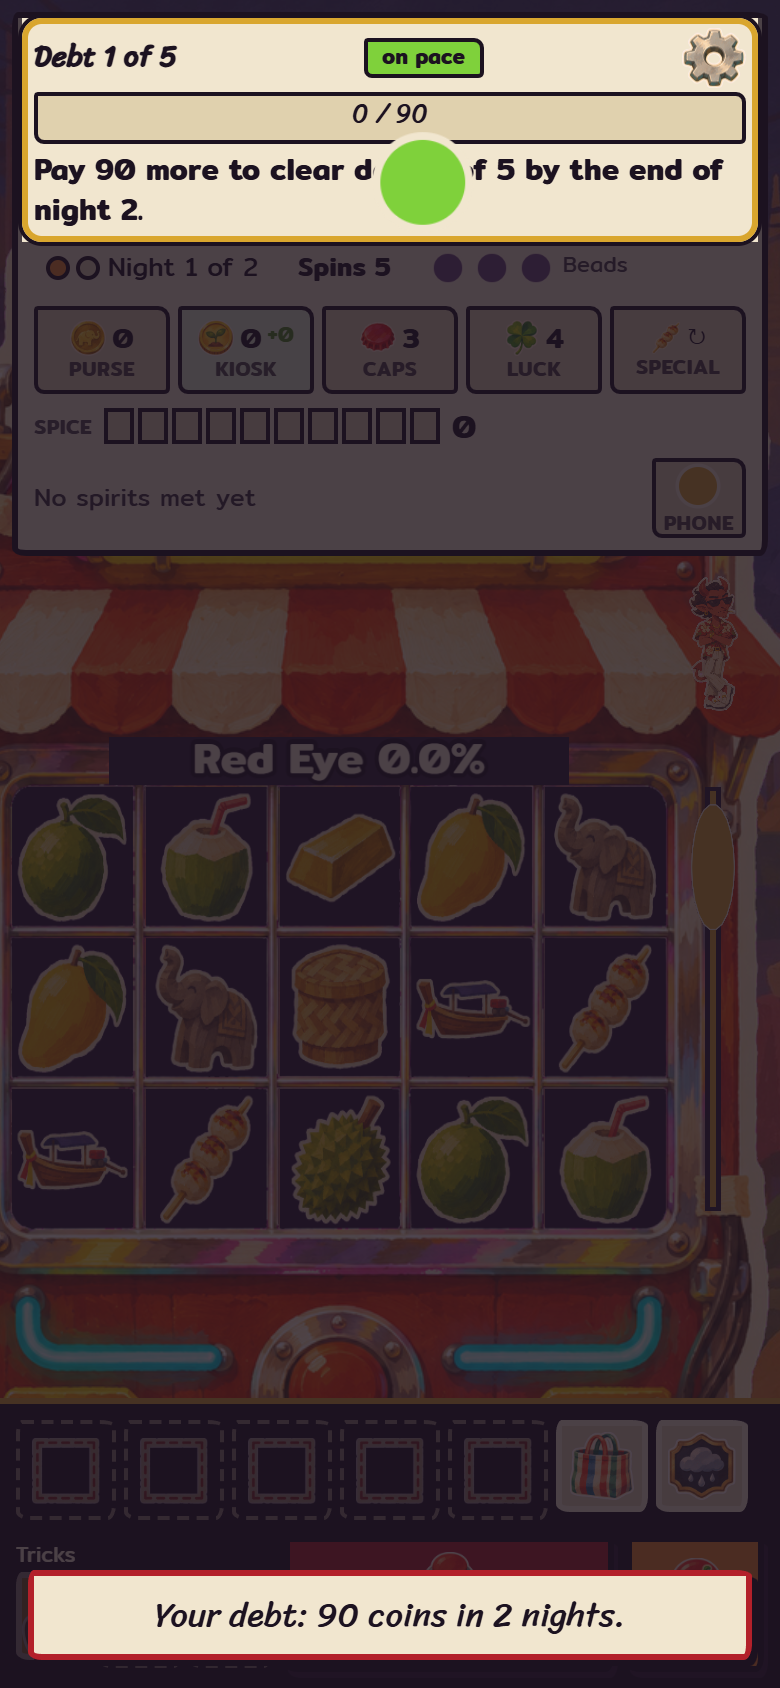 Debt 1 of 5
on pace
0 / 90
Pay 90 more to clear of 5 by the end of
night 2.
Night 1 of 2
Spins 5
Beads
0
PURSE
0 +0
KIOSK
3
CAPS
4
LUCK
↻
SPECIAL
SPICE
0
No spirits met yet
PHONE
Red Eye 0.0%
Tricks
Your debt: 90 coins in 2 nights.